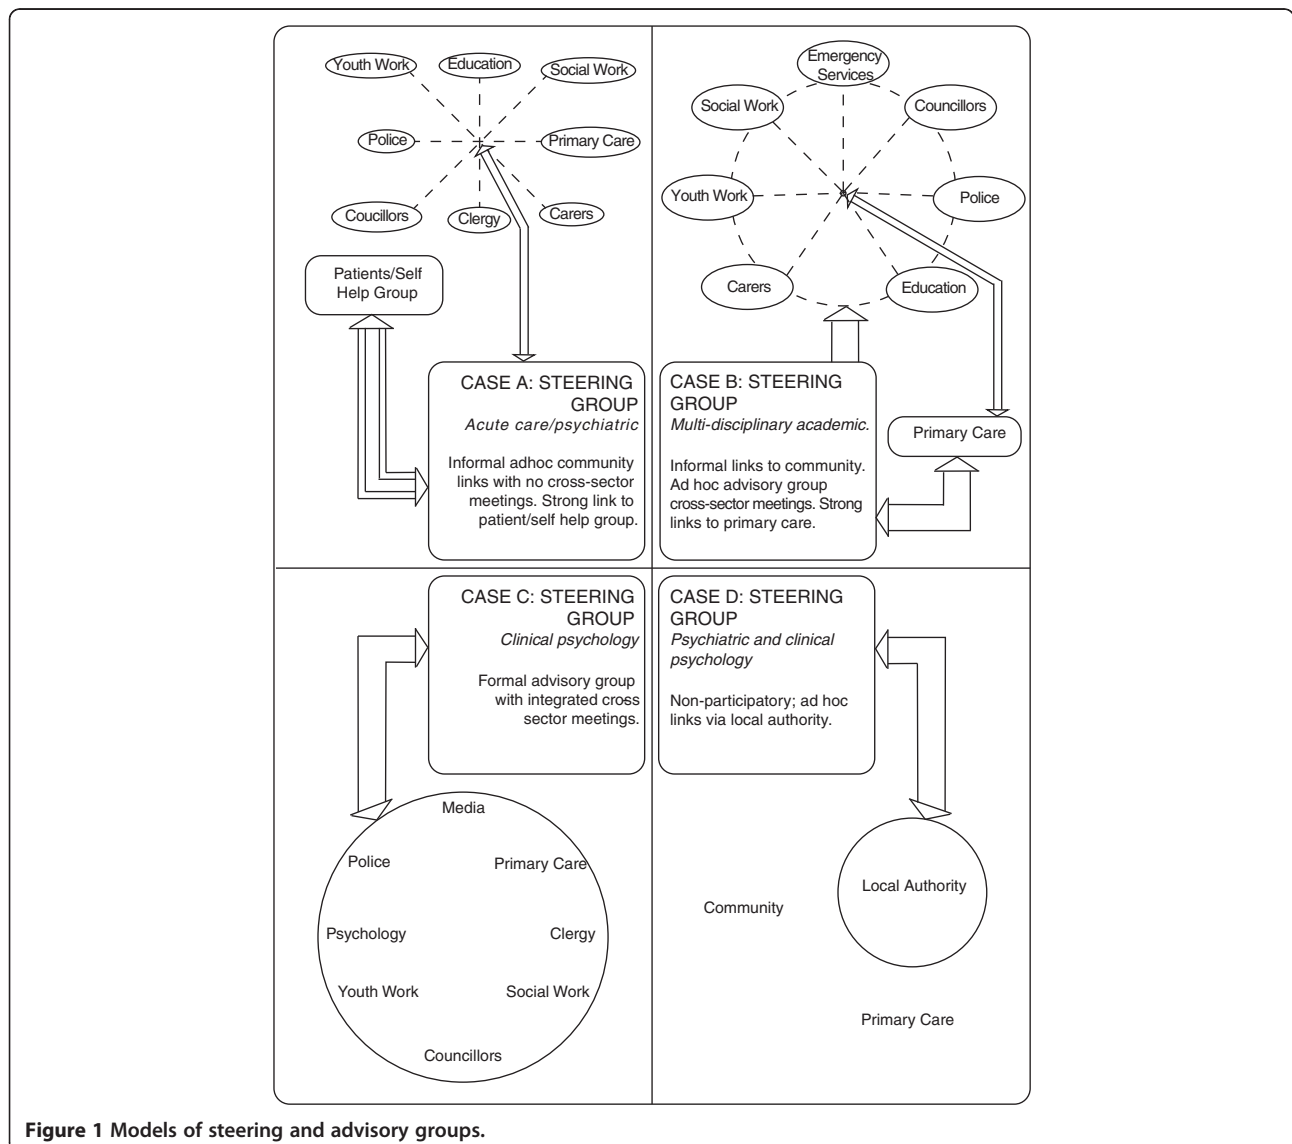 Youth Work
Education
Social Work
Police
Primary Care
Coucillors
Clergy
Carers
Patients/Self
Help Group
CASE A: STEERING
GROUP
Acute care/psychiatric
Informal adhoc community
links with no cross-sector
meetings. Strong link to
patient/self help group.
Emergency
Services
Social Work
Councillors
Youth Work
Police
Carers
Education
CASE B: STEERING
GROUP
Multi-disciplinary academic.
Informal links to community.
Ad hoc advisory group
cross-sector meetings. Strong
links to primary care.
Primary Care
CASE C: STEERING
GROUP
Clinical psychology
Formal advisory group
with integrated cross
sector meetings.
Media
Police
Primary Care
Psychology
Clergy
Youth Work
Social Work
Councillors
CASE D: STEERING
GROUP
Psychiatric and clinical
psychology
Non-participatory; ad hoc
links via local authority.
Local Authority
Community
Primary Care
Figure 1 Models of steering and advisory groups.